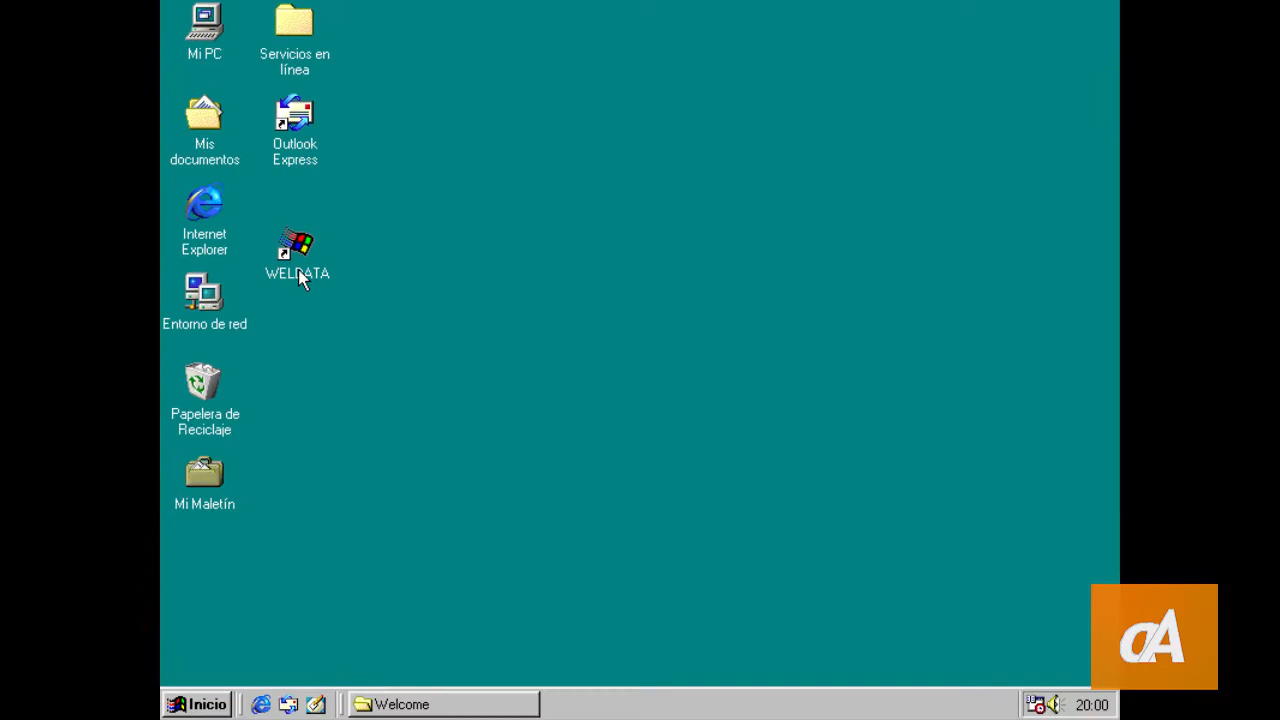 Mi PC
Servicios en
línea
Mis
documentos
Outlook
Express
Internet
Explorer
WELDATA
Entorno de red
Papelera de
Reciclaje
Mi Maletín
aA
Inicio
Welcome
20:00